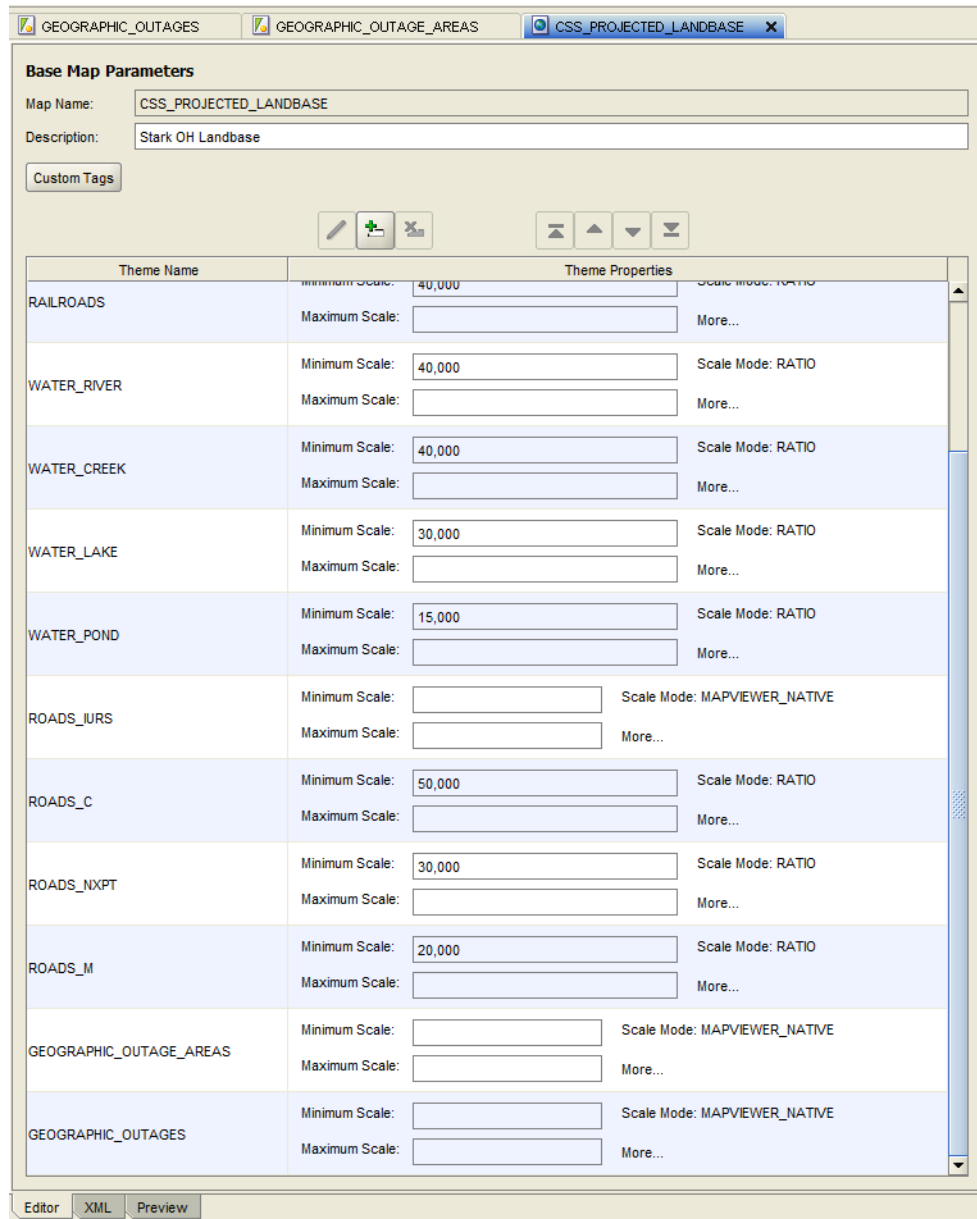 GEOGRAPHIC_OUTAGES GEOGRAPHIC_OUTAGE_AREAS CSS_PROJECTED_LANDBASE X
Base Map Parameters
Map Name: CSS_PROJECTED_LANDBASE
Description: Stark OH Landbase
Custom Tags
Theme Name Theme Properties
RAILROADS
Minimum Scale: 40,000 Scale Mode: RATIO
Maximum Scale: More...
WATER_RIVER
Minimum Scale: 40,000 Scale Mode: RATIO
Maximum Scale: More...
WATER_CREEK
Minimum Scale: 40,000 Scale Mode: RATIO
Maximum Scale: More...
WATER_LAKE
Minimum Scale: 30,000 Scale Mode: RATIO
Maximum Scale: More...
WATER_POND
Minimum Scale: 15,000 Scale Mode: RATIO
Maximum Scale: More...
ROADS_IURS
Minimum Scale: Scale Mode: MAPVIEWER_NATIVE
Maximum Scale: More...
ROADS_C
Minimum Scale: 50,000 Scale Mode: RATIO
Maximum Scale: More...
ROADS_NXPT
Minimum Scale: 30,000 Scale Mode: RATIO
Maximum Scale: More...
ROADS_M
Minimum Scale: 20,000 Scale Mode: RATIO
Maximum Scale: More...
GEOGRAPHIC_OUTAGE_AREAS
Minimum Scale: Scale Mode: MAPVIEWER_NATIVE
Maximum Scale: More...
GEOGRAPHIC_OUTAGES
Minimum Scale: Scale Mode: MAPVIEWER_NATIVE
Maximum Scale: More...
Editor XML Preview